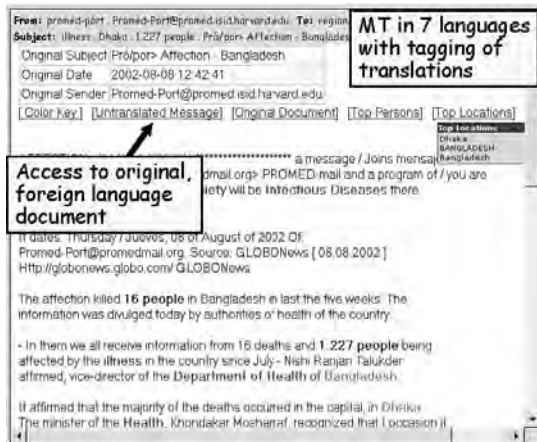 From: promed-port . Promed-Port@promed.isid.harvard.edu. To: region
Subject: illness . Dhaka . 1.227 people . Pró/por> Affection - Bangladesh
MT in 7 languages
with tagging of
translations
Original Subject Pró/por> Affection - Bangladesh
Original Date 2002-08-08 12:42:41
Original Sender Promed-Port@promed.isid.harvard.edu
[Color Key] [Untranslated Message] [Original Document] [Top Persons] [Top Locations]
Top Locations
Dhaka
BANGLADESH
Bangladesh
Access to original,
foreign language
document
a message / Joins mensa
dmail.org> PROMED-mail and a program of / you are
iety will be Infectious Diseases there.
dates: Thursday / Jueves, 08 of August of 2002 Of:
Promed-Port@promedmail.org. Source: GLOBONews [ 08.08.2002 ]
Http://globonews.globo.com/ GLOBONews
The affection killed 16 people in Bangladesh in last the five weeks. The
information was divulged today by authorities of health of the country.
- In them we all receive information from 16 deaths and 1.227 people being
affected by the illness in the country since July - Nishi Ranjan Talukder
affirmed, vice-director of the Department of Health of Bangladesh.
It affirmed that the majority of the deaths occurred in the capital, in Dhaka.
The minister of the Health, Khondakar Mosharraf, recognized that I occasion il